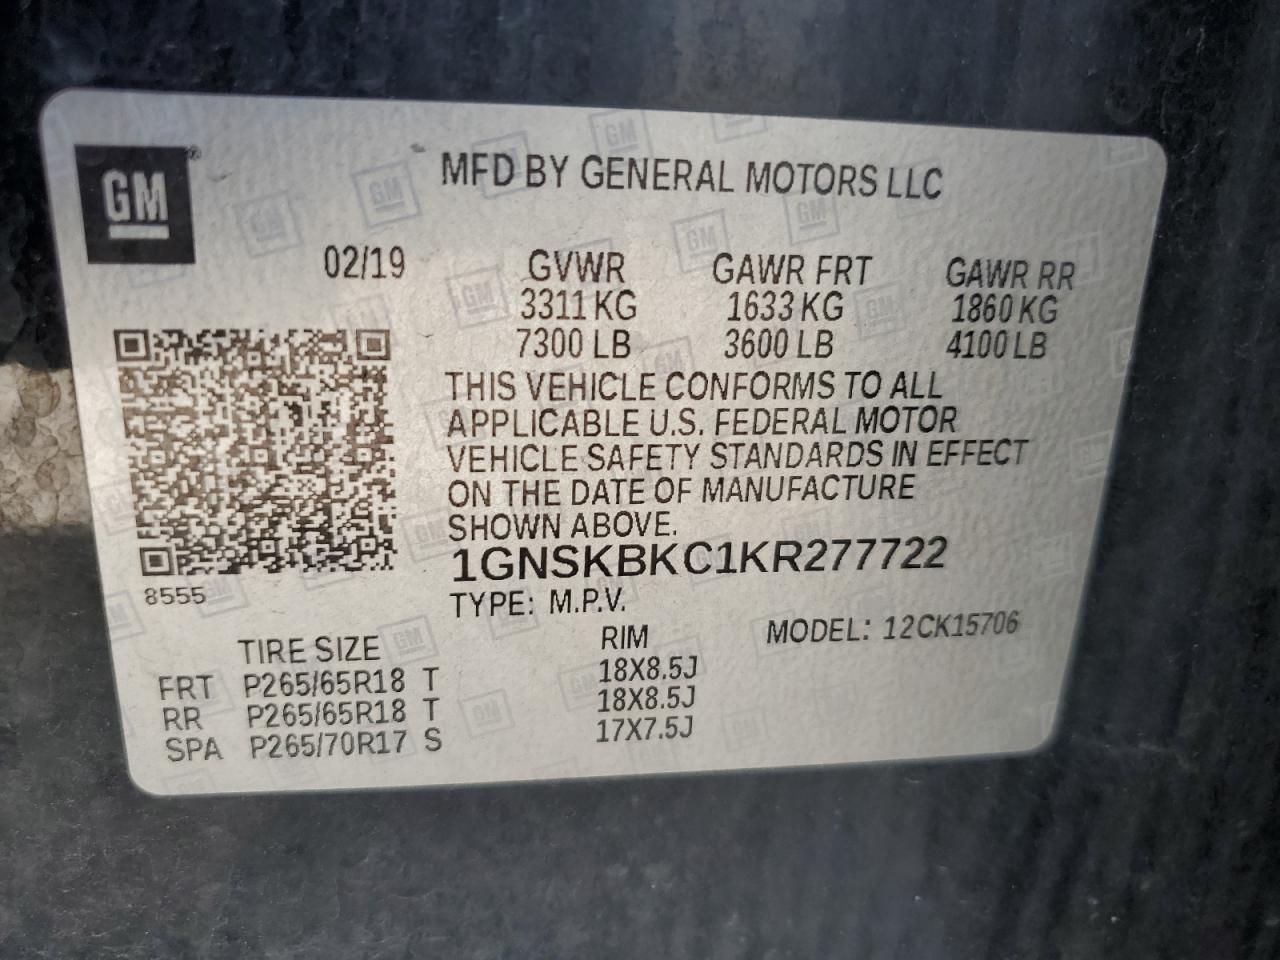 GM
MFD BY GENERAL MOTORS LLC
02/19 GVWR GAWR FRT GAWR RR
3311 KG 1633 KG 1860 KG
7300 LB 3600 LB 4100 LB
THIS VEHICLE CONFORMS TO ALL
APPLICABLE U.S. FEDERAL MOTOR
VEHICLE SAFETY STANDARDS IN EFFECT
ON THE DATE OF MANUFACTURE
SHOWN ABOVE.
1GNSKBKC1KR277722
8555
TYPE: M.P.V.
TIRE SIZE RIM MODEL: 12CK15706
FRT P265/65R18 T 18X8.5J
RR P265/65R18 T 18X8.5J
SPA P265/70R17 S 17X7.5J